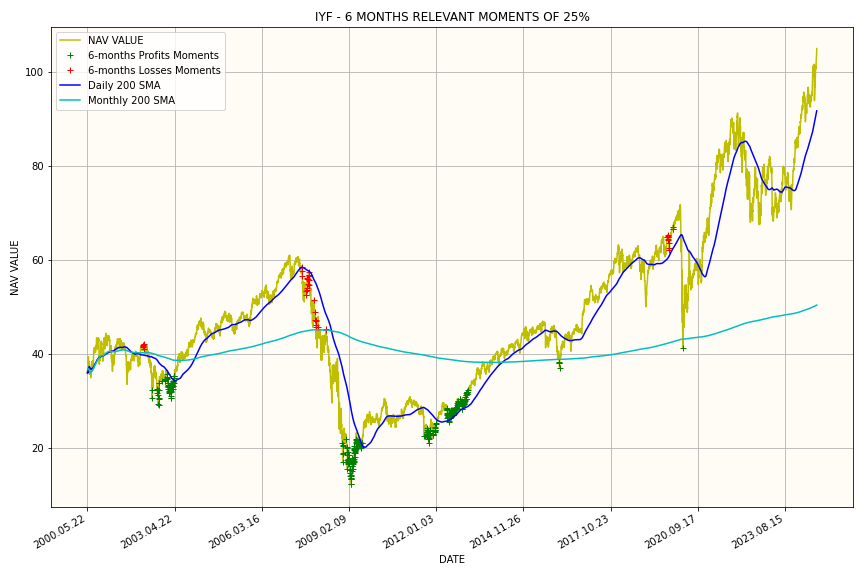 IYF - 6 MONTHS RELEVANT MOMENTS OF 25%
NAV VALUE
6-months Profits Moments
6-months Losses Moments
Daily 200 SMA
Monthly 200 SMA
100
80
60
40
20
NAV VALUE
2000.05.22
2003.04.22
2006.03.16
2009.02.09
2012.01.03
2014.11.26
2017.10.23
2020.09.17
2023.08.15
DATE